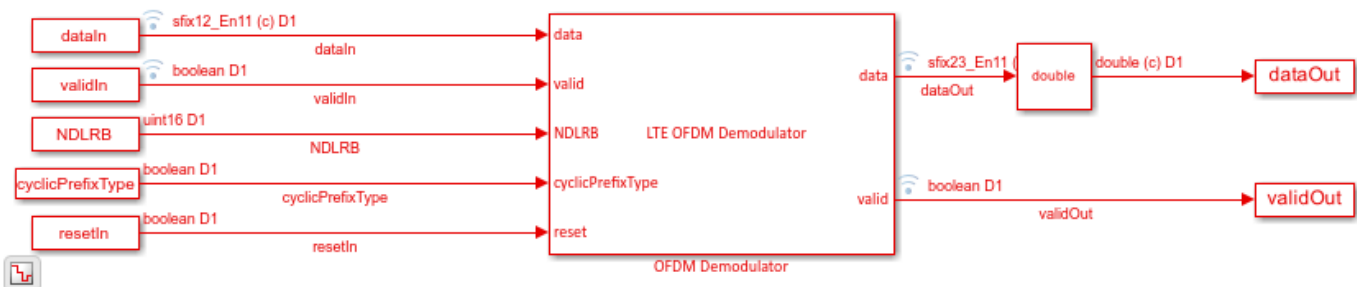 dataIn
sfix12_En11 (c) D1
dataIn
data
validIn
boolean D1
validIn
valid
NDLRB
uint16 D1
NDLRB
NDLRB
cyclicPrefixType
boolean D1
cyclicPrefixType
cyclicPrefixType
resetIn
boolean D1
resetIn
reset
LTE OFDM Demodulator
OFDM Demodulator
data
sfix23_En11 (
dataOut
double
double (c) D1
dataOut
valid
boolean D1
validOut
validOut